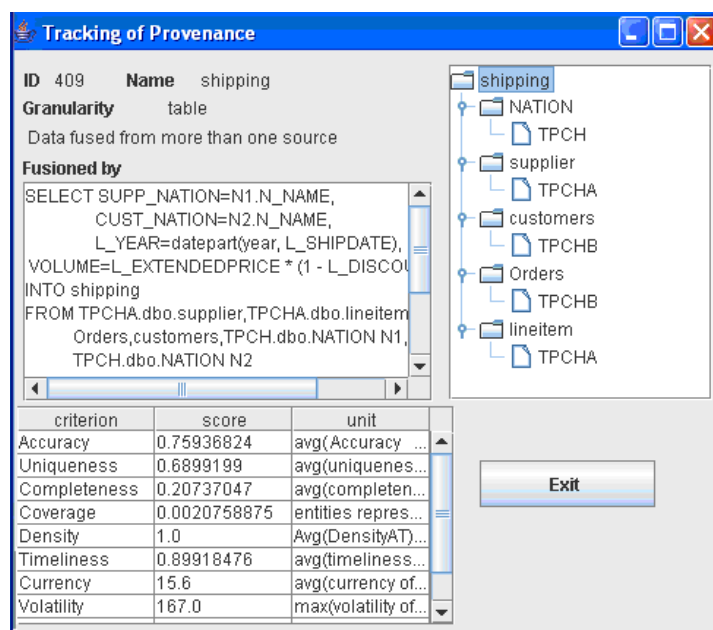 Tracking of Provenance
ID 409 Name shipping
Granularity table
Data fused from more than one source
Fusioned by
SELECT SUPP_NATION=N1.N_NAME,
CUST_NATION=N2.N_NAME,
L_YEAR=datepart(year, L_SHIPDATE),
VOLUME=L_EXTENDEDPRICE * (1 - L_DISCOU
INTO shipping
FROM TPCHA.dbo.supplier,TPCHA.dbo.lineitem
Orders,customers,TPCH.dbo.NATION N1,
TPCH.dbo.NATION N2
shipping
NATION
TPCH
supplier
TPCHA
customers
TPCHB
Orders
TPCHB
lineitem
TPCHA
criterion score unit
Accuracy 0.75936824 avg(Accuracy ...
Uniqueness 0.6899199 avg(uniquenes...
Completeness 0.20737047 avg(completen...
Coverage 0.0020758875 entities repres...
Density 1.0 Avg(DensityAT)...
Timeliness 0.89918476 avg(timeliness...
Currency 15.6 avg(currency of...
Volatility 167.0 max(volatility of...
Exit